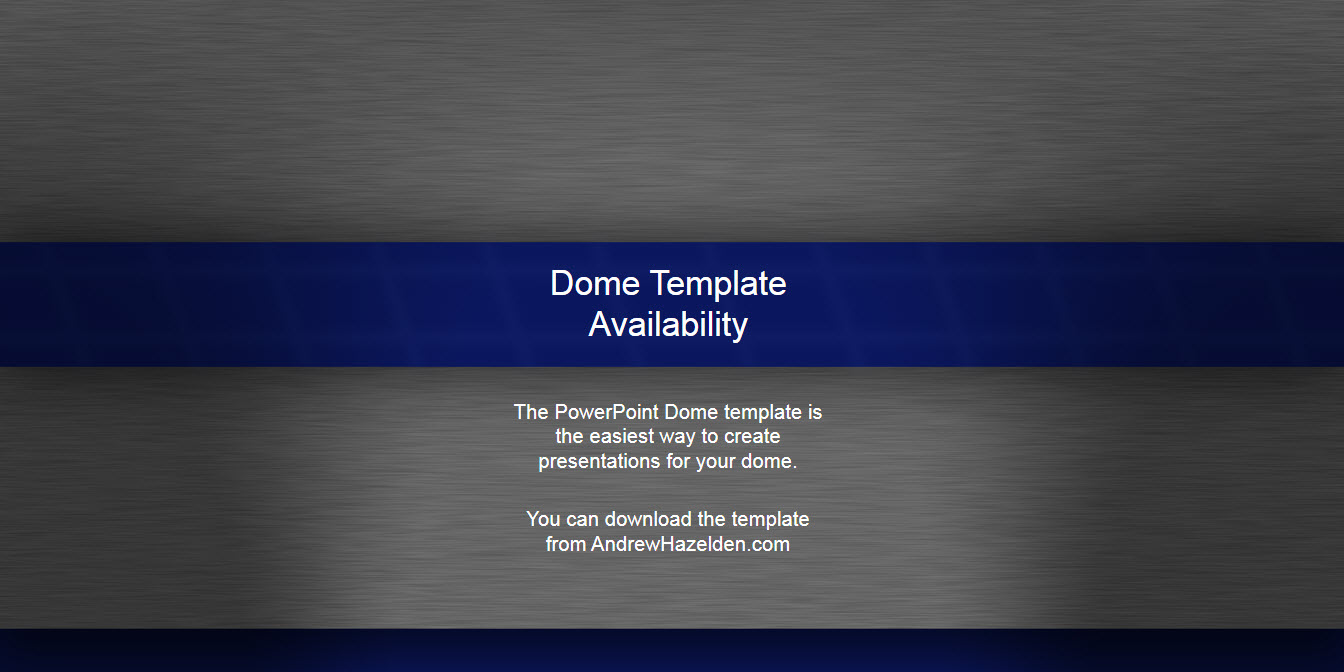 Dome Template
Availability
The PowerPoint Dome template is
the easiest way to create
presentations for your dome.
You can download the template
from AndrewHazelden.com